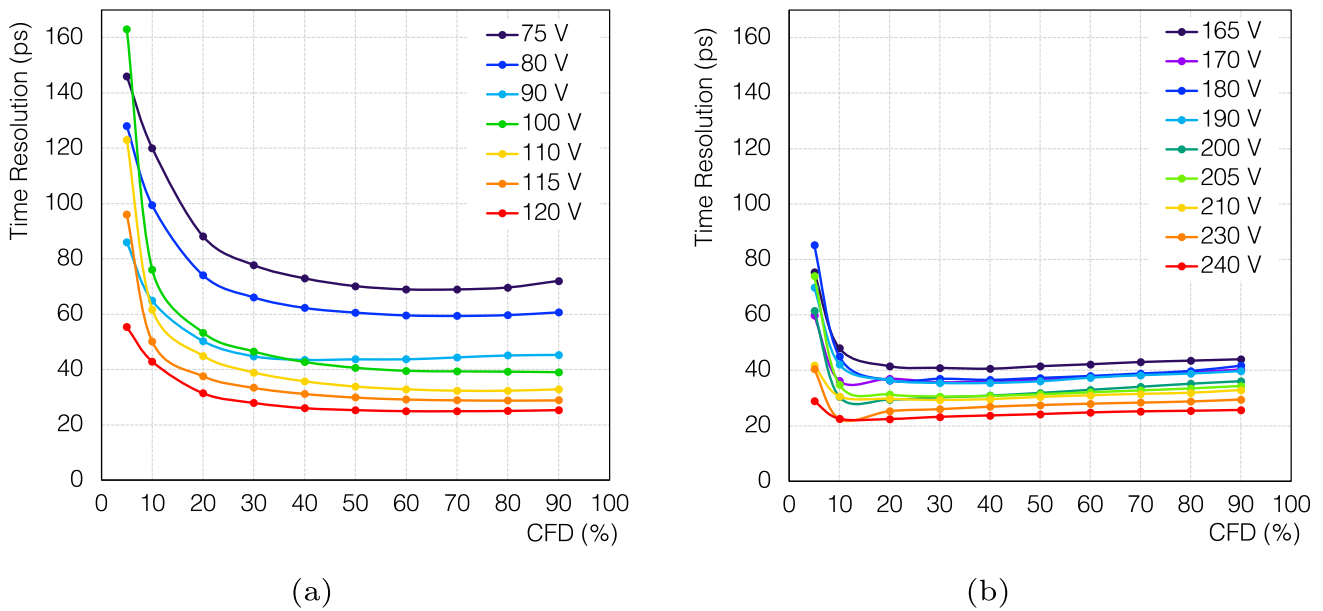 Time Resolution (ps)
160
140
120
100
80
60
40
20
0
0 10 20 30 40 50 60 70 80 90 100
CFD (%)
75 V
80 V
90 V
100 V
110 V
115 V
120 V
(a)
Time Resolution (ps)
160
140
120
100
80
60
40
20
0
0 10 20 30 40 50 60 70 80 90 100
CFD (%)
165 V
170 V
180 V
190 V
200 V
205 V
210 V
230 V
240 V
(b)